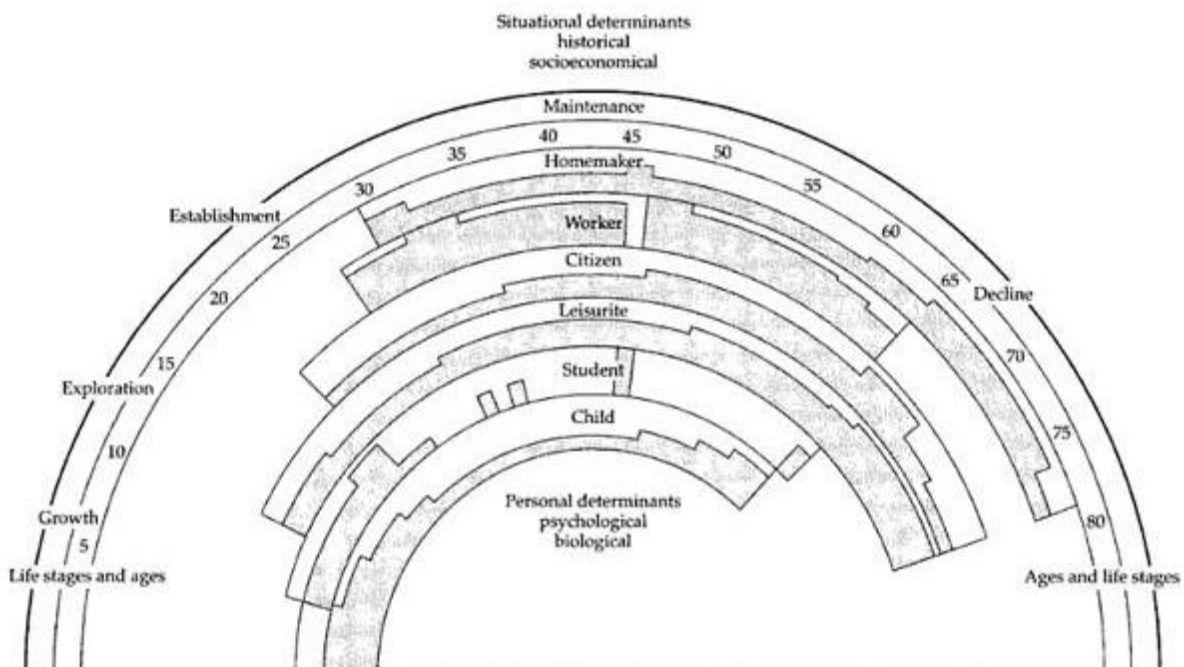 Situational determinants
historical
socioeconomical
Maintenance
40
45
35
50
Homemaker
30
55
Establishment
Worker
25
60
Citizen
20
65
Decline
Leisurite
15
70
Student
Exploration
Child
75
10
Personal determinants
psychological
biological
Growth
5
80
Life stages and ages
Ages and life stages